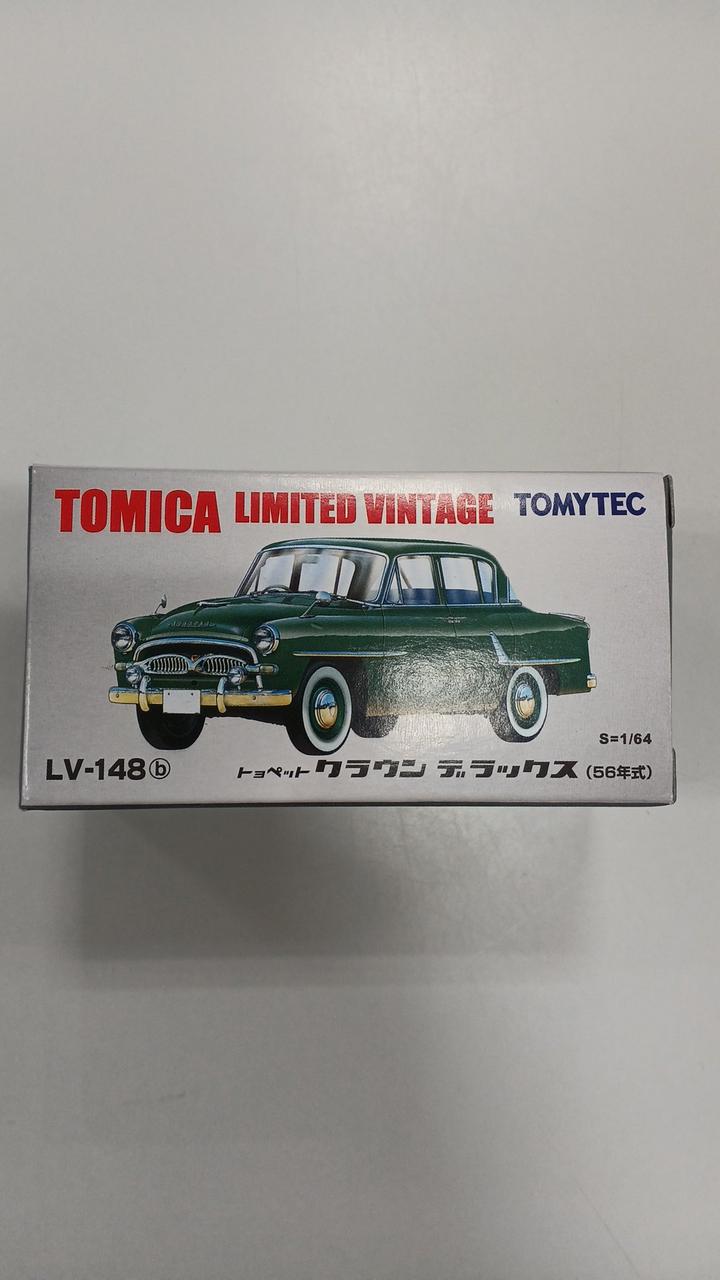 TOMICA LIMITED VINTAGE TOMYTEC
S=1/64
LV-148ⓑ トヨペット クラウン デラックス (56年式)